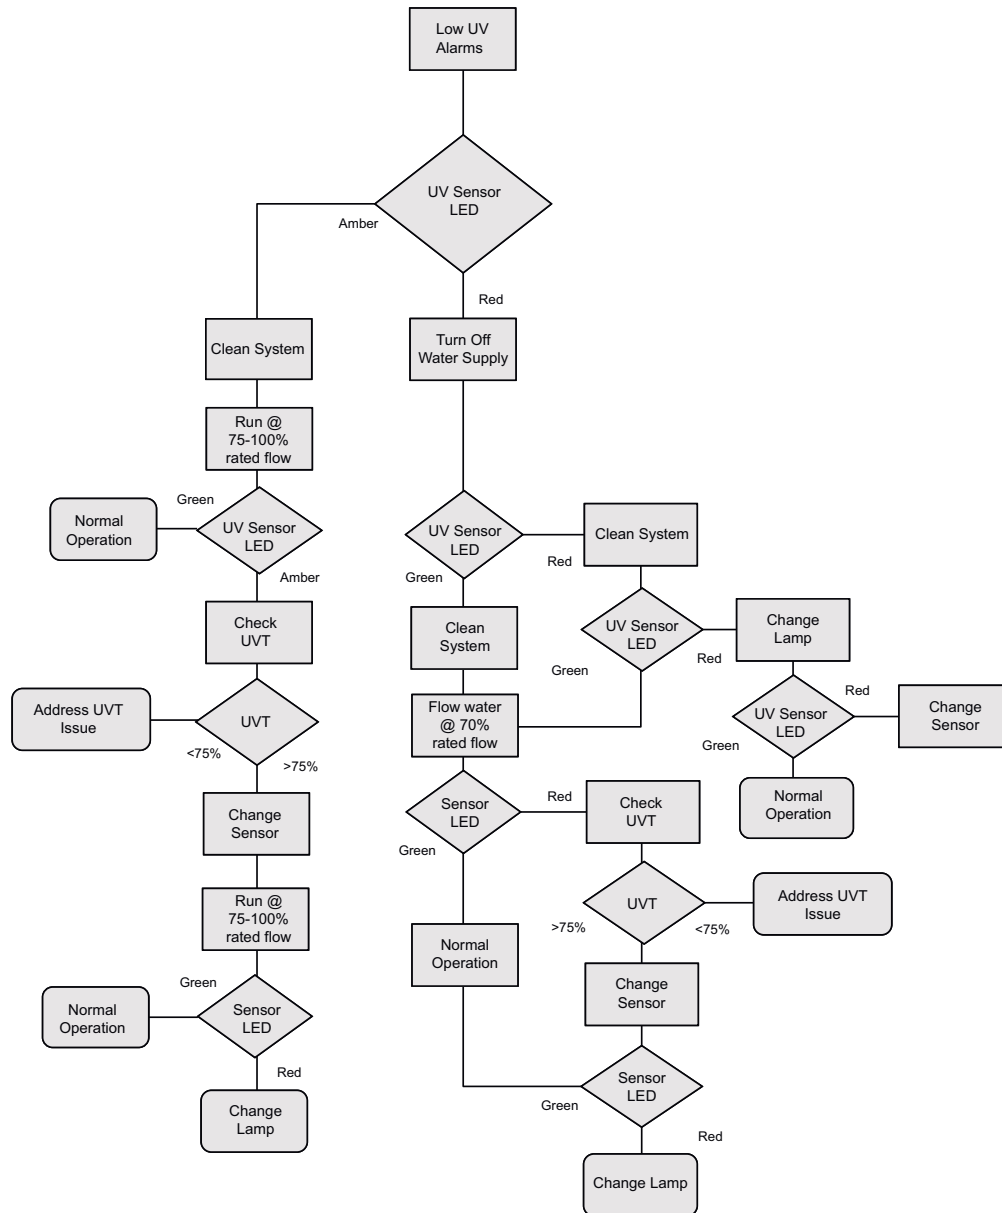 Low UV
Alarms
UV Sensor
LED
Amber
Red
Clean System
Turn Off
Water Supply
Run @
75-100%
rated flow
Green
Normal
Operation
UV Sensor
LED
Amber
UV Sensor
LED
Red
Green
Clean System
Check
UVT
Clean
System
UV Sensor
LED
Red
Green
Change
Lamp
Address UVT
Issue
UVT
<75%
>75%
Flow water
@ 70%
rated flow
UV Sensor
LED
Red
Green
Change
Sensor
Normal
Operation
Change
Sensor
Sensor
LED
Red
Green
Check
UVT
Run @
75-100%
rated flow
UVT
>75%
<75%
Address UVT
Issue
Normal
Operation
Change
Sensor
Green
Normal
Operation
Sensor
LED
Red
Change
Lamp
Sensor
LED
Green
Red
Change Lamp